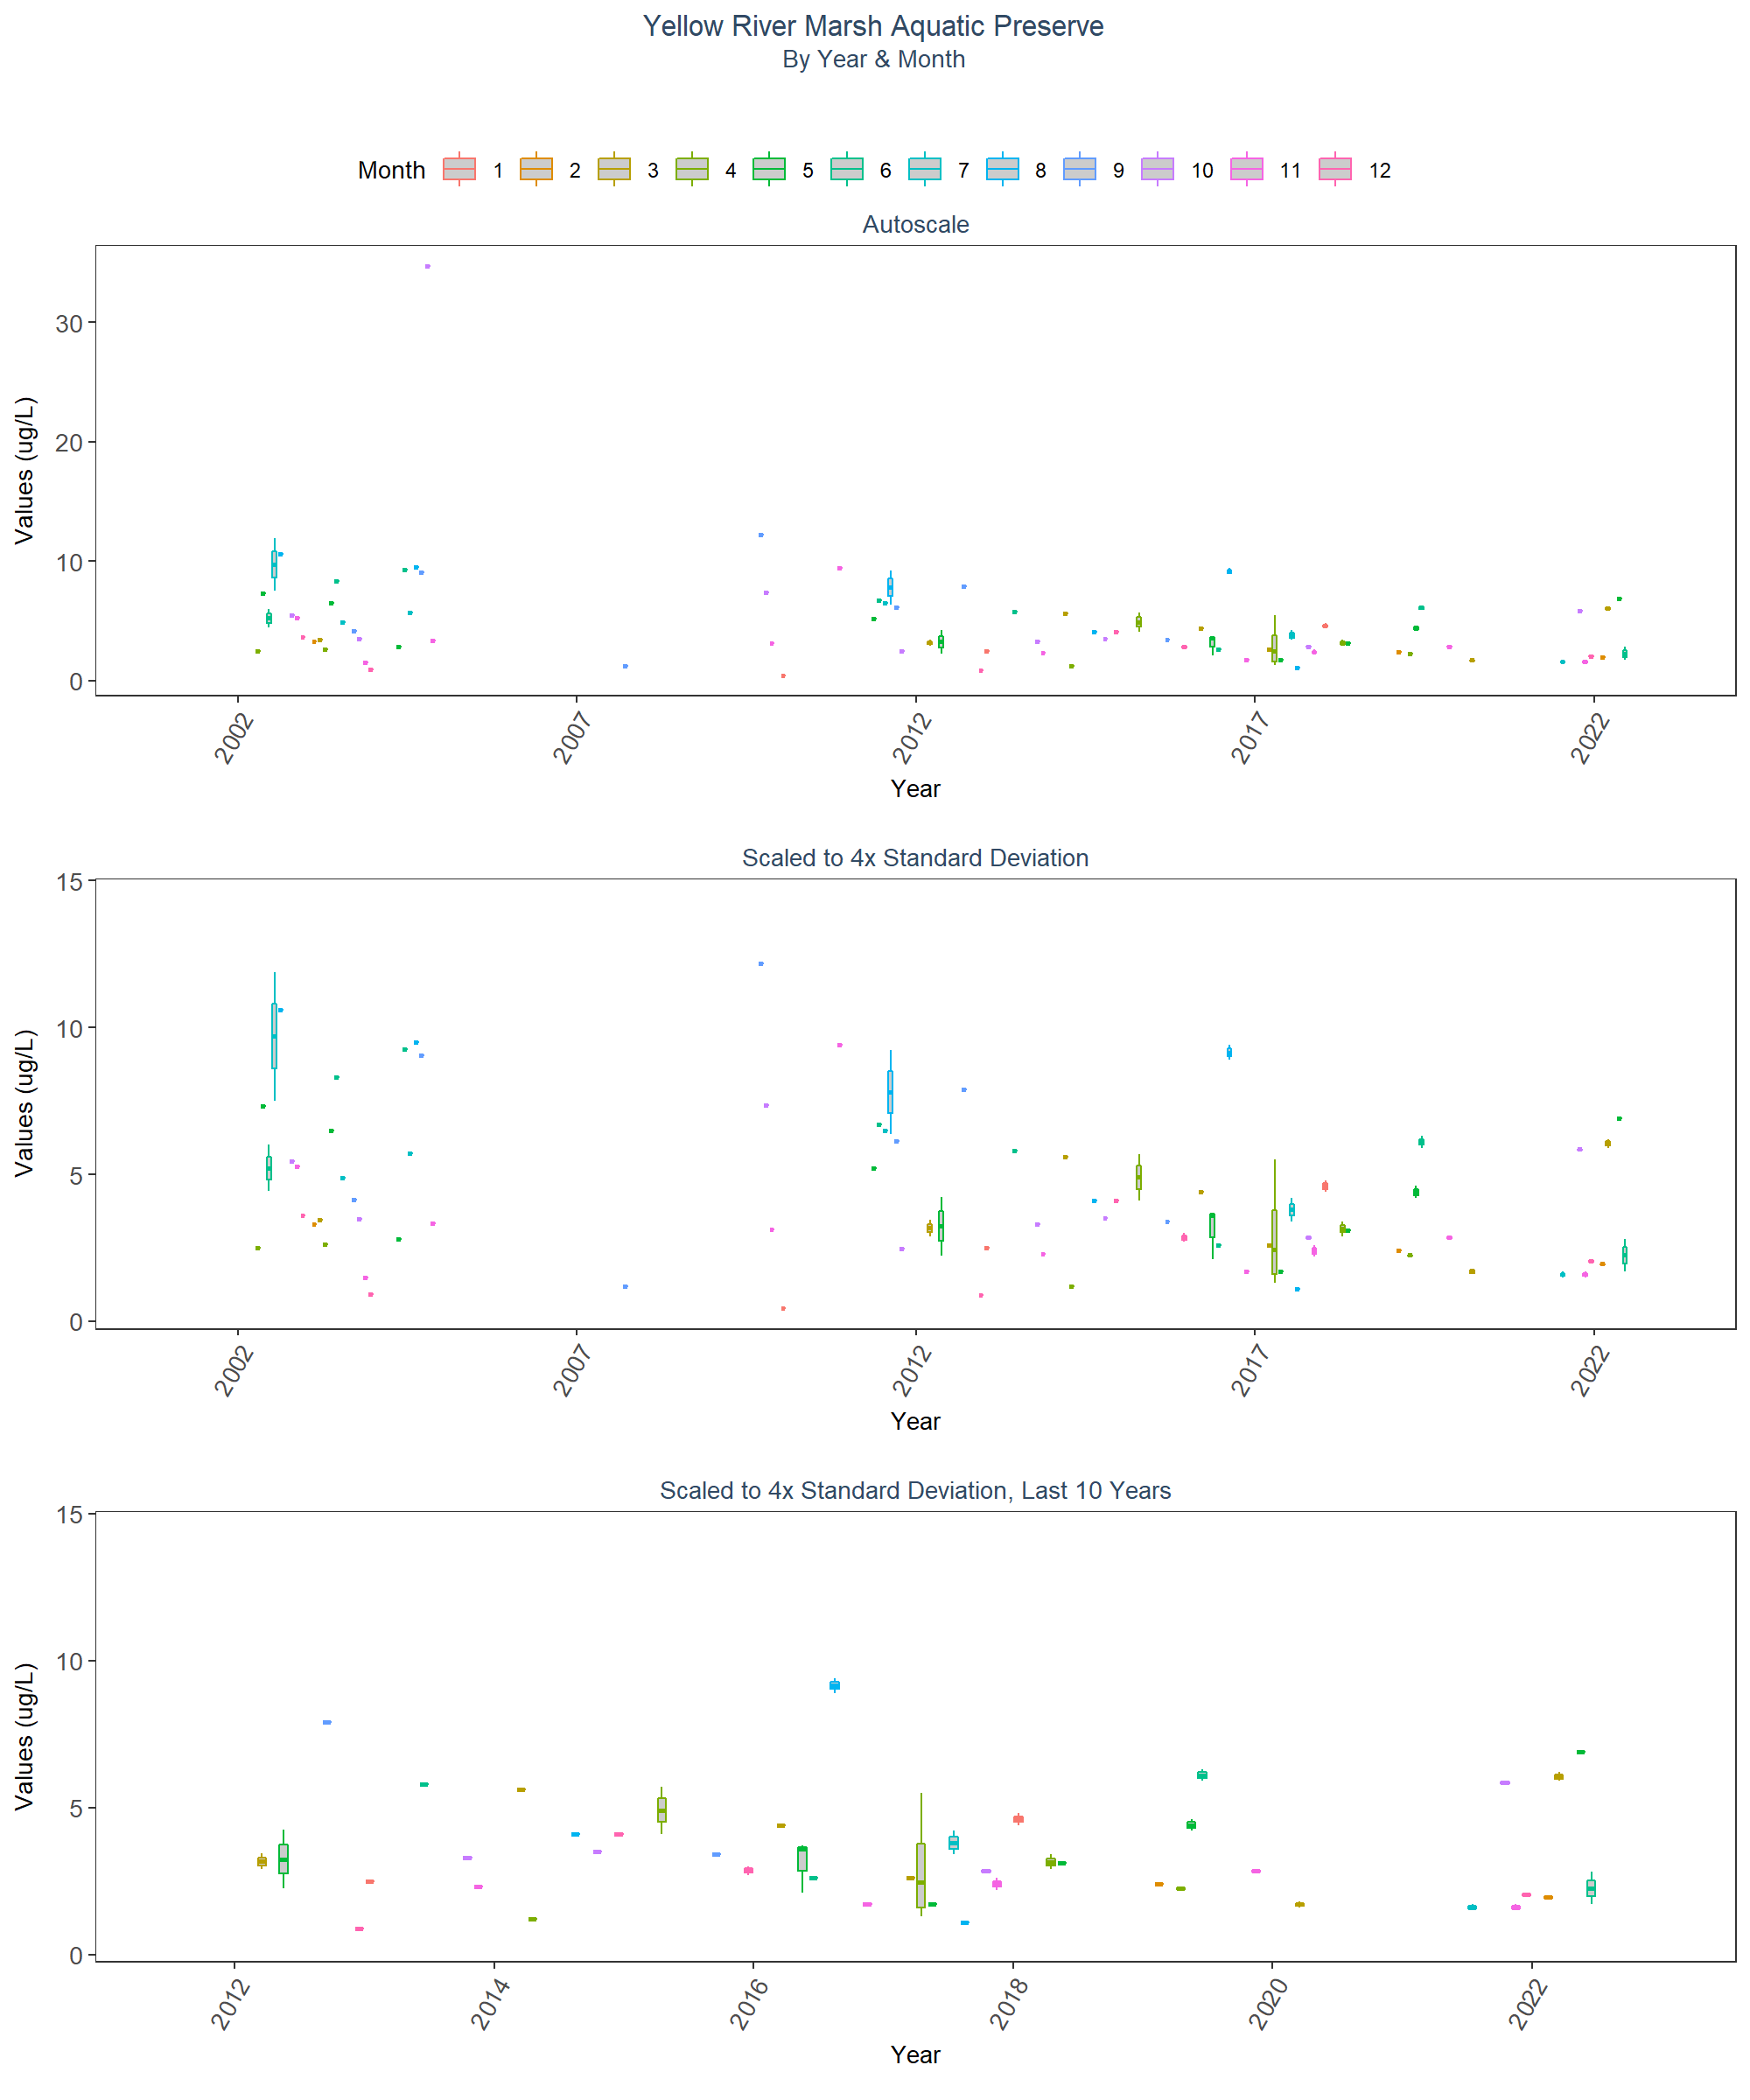 Yellow River Marsh Aquatic Preserve
By Year & Month
Month 1 2 3 4 5 6 7 8 9 10 11 12
Autoscale
Values (ug/L)
30
20
10
0
2002 2007 2012 2017 2022
Year
Scaled to 4x Standard Deviation
Values (ug/L)
15
10
5
0
2002 2007 2012 2017 2022
Year
Scaled to 4x Standard Deviation, Last 10 Years
Values (ug/L)
15
10
5
0
2012 2014 2016 2018 2020 2022
Year